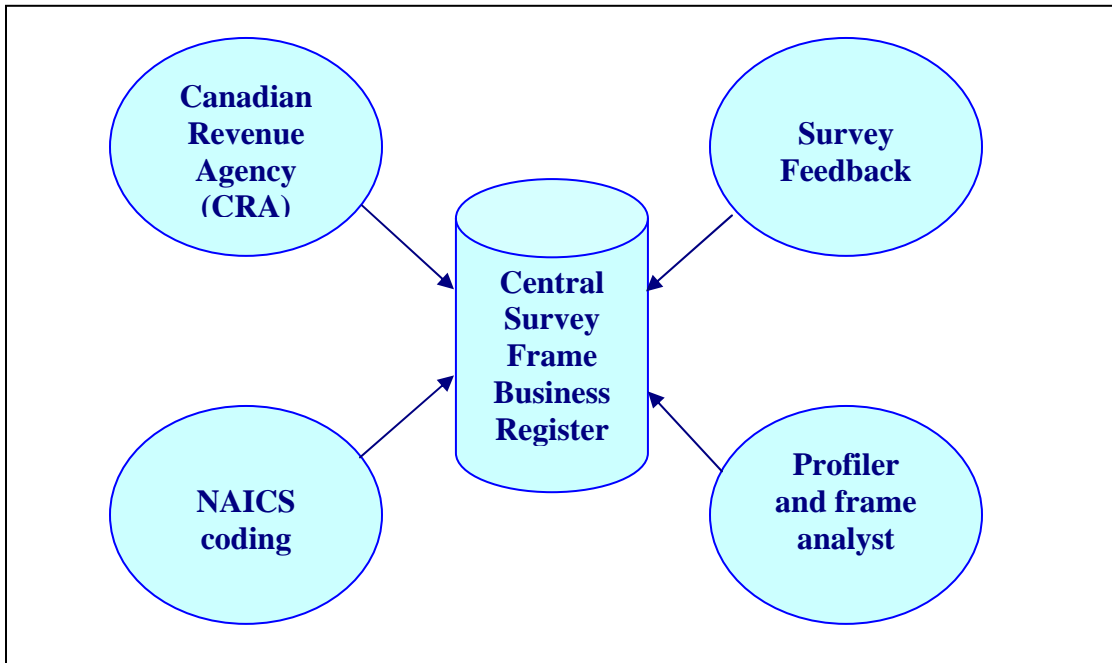 Canadian
Revenue
Agency
(CRA)
Survey
Feedback
Central
Survey
Frame
Business
Register
NAICS
coding
Profiler
and frame
analyst